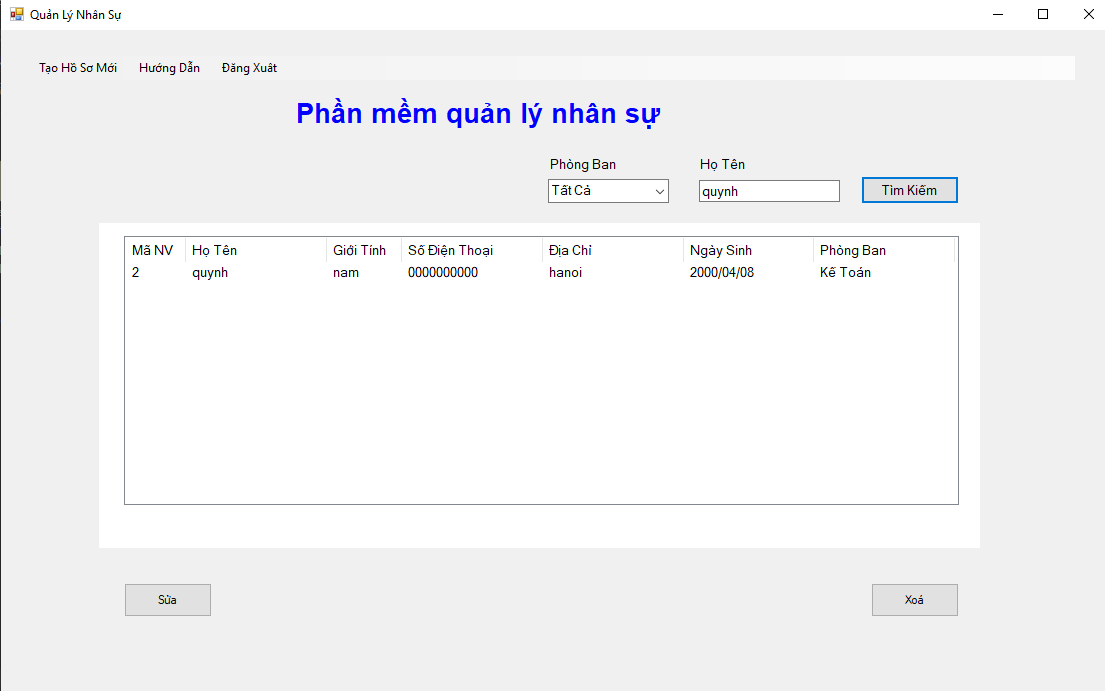 Quản Lý Nhân Sự
Tạo Hồ Sơ Mới Hướng Dẫn Đăng Xuât
Phần mềm quản lý nhân sự
Phòng Ban Họ Tên
Tất Cả quynh Tìm Kiếm
Mã NV Họ Tên Giới Tính Số Điện Thoại Địa Chỉ Ngày Sinh Phòng Ban
2 quynh nam 0000000000 hanoi 2000/04/08 Kế Toán
Sửa Xoá